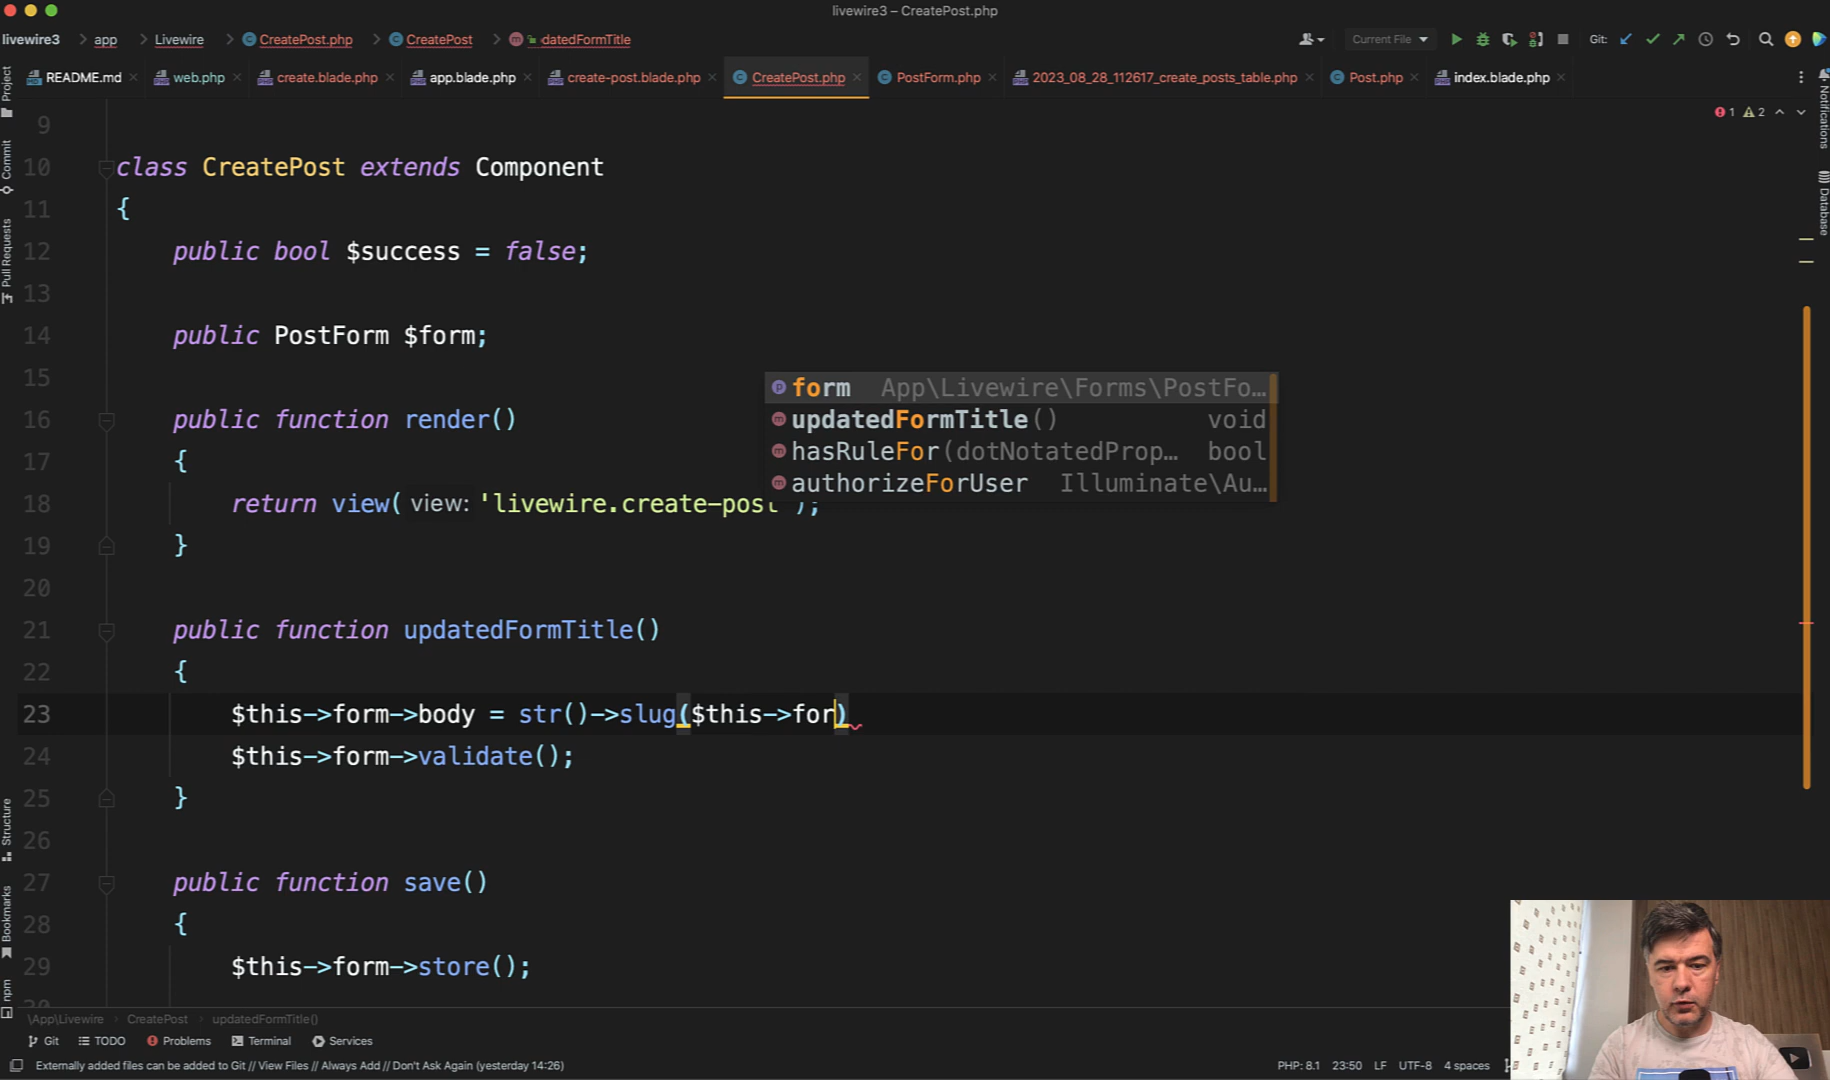 livewire3 – CreatePost.php
livewire3 app Livewire CreatePost.php CreatePost datedFormTitle
Current File Git:
README.md web.php create.blade.php app.blade.php create-post.blade.php CreatePost.php PostForm.php 2023_08_28_112617_create_posts_table.php Post.php index.blade.php
Project
Commit
Pull Requests
Structure
Bookmarks
npm
Notifications
Database
1 2
9
10 class CreatePost extends Component
11 {
12 public bool $success = false;
13
14 public PostForm $form;
15
form App\Livewire\Forms\PostFo…
updatedFormTitle() void
hasRuleFor(dotNotatedProp… bool
authorizeForUser Illuminate\Au…
16 public function render()
17 {
18 return view( view: 'livewire.create-post');
19 }
20
21 public function updatedFormTitle()
22 {
23 $this->form->body = str()->slug($this->for)
24 $this->form->validate();
25 }
26
27 public function save()
28 {
29 $this->form->store();
30
\App\Livewire CreatePost updatedFormTitle()
Git TODO Problems Terminal Services
Externally added files can be added to Git // View Files // Always Add // Don't Ask Again (yesterday 14:26)
PHP: 8.1 23:50 LF UTF-8 4 spaces